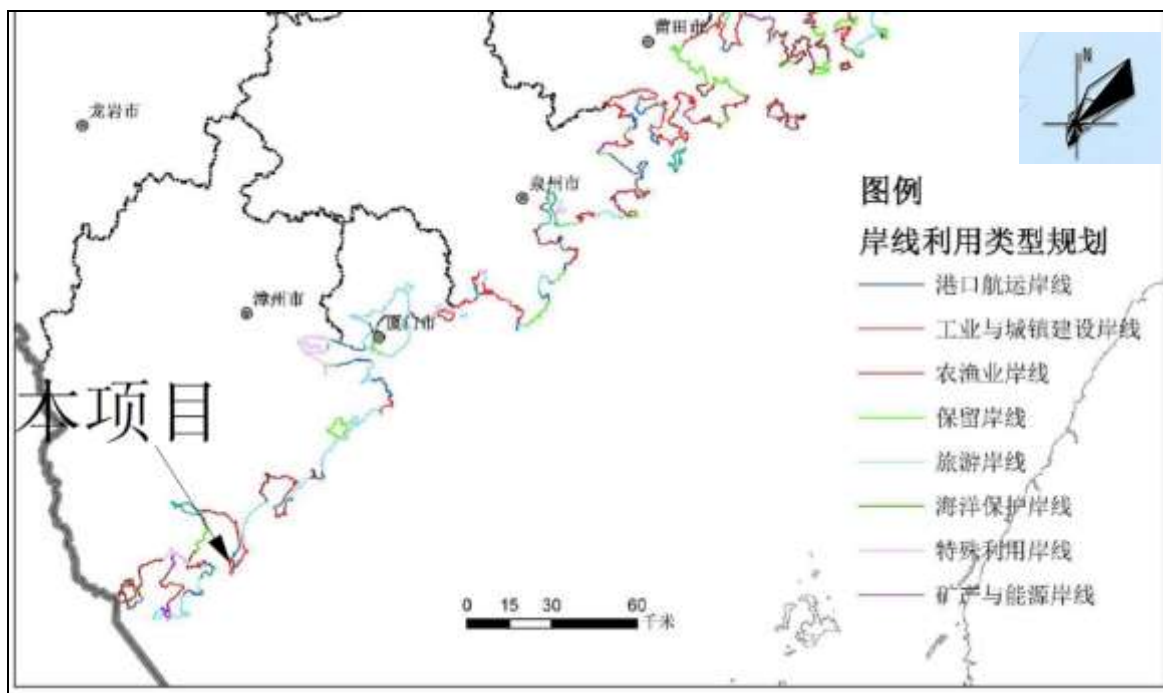 莆田市
N
龙岩市
泉州市
漳州市
厦门市
本项目
图例
岸线利用类型规划
港口航运岸线
工业与城镇建设岸线
农渔业岸线
保留岸线
旅游岸线
海洋保护岸线
特殊利用岸线
矿产与能源岸线
0 15 30 60
千米